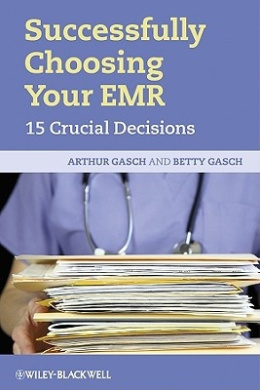 Successfully
Choosing
Your EMR
15 Crucial Decisions
ARTHUR GASCH AND BETTY GASCH
WILEY-BLACKWELL